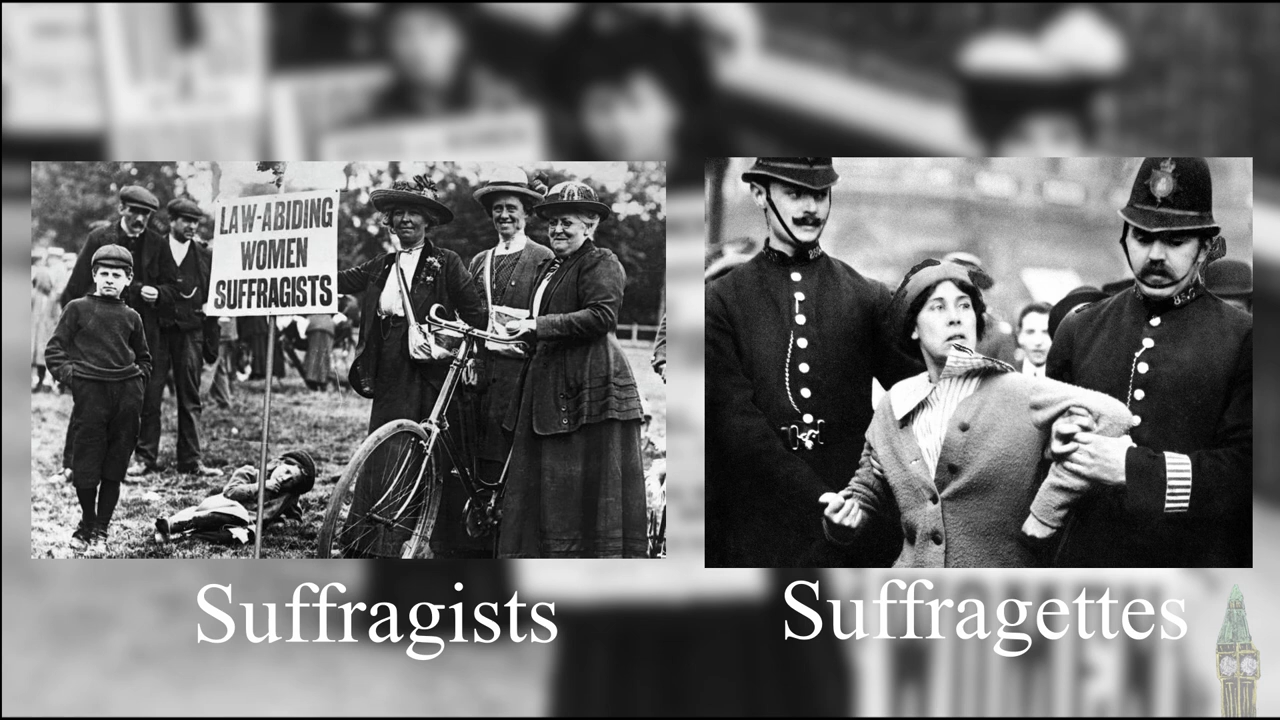 LAW-ABIDING
WOMEN
SUFFRAGISTS
Suffragists
Suffragettes